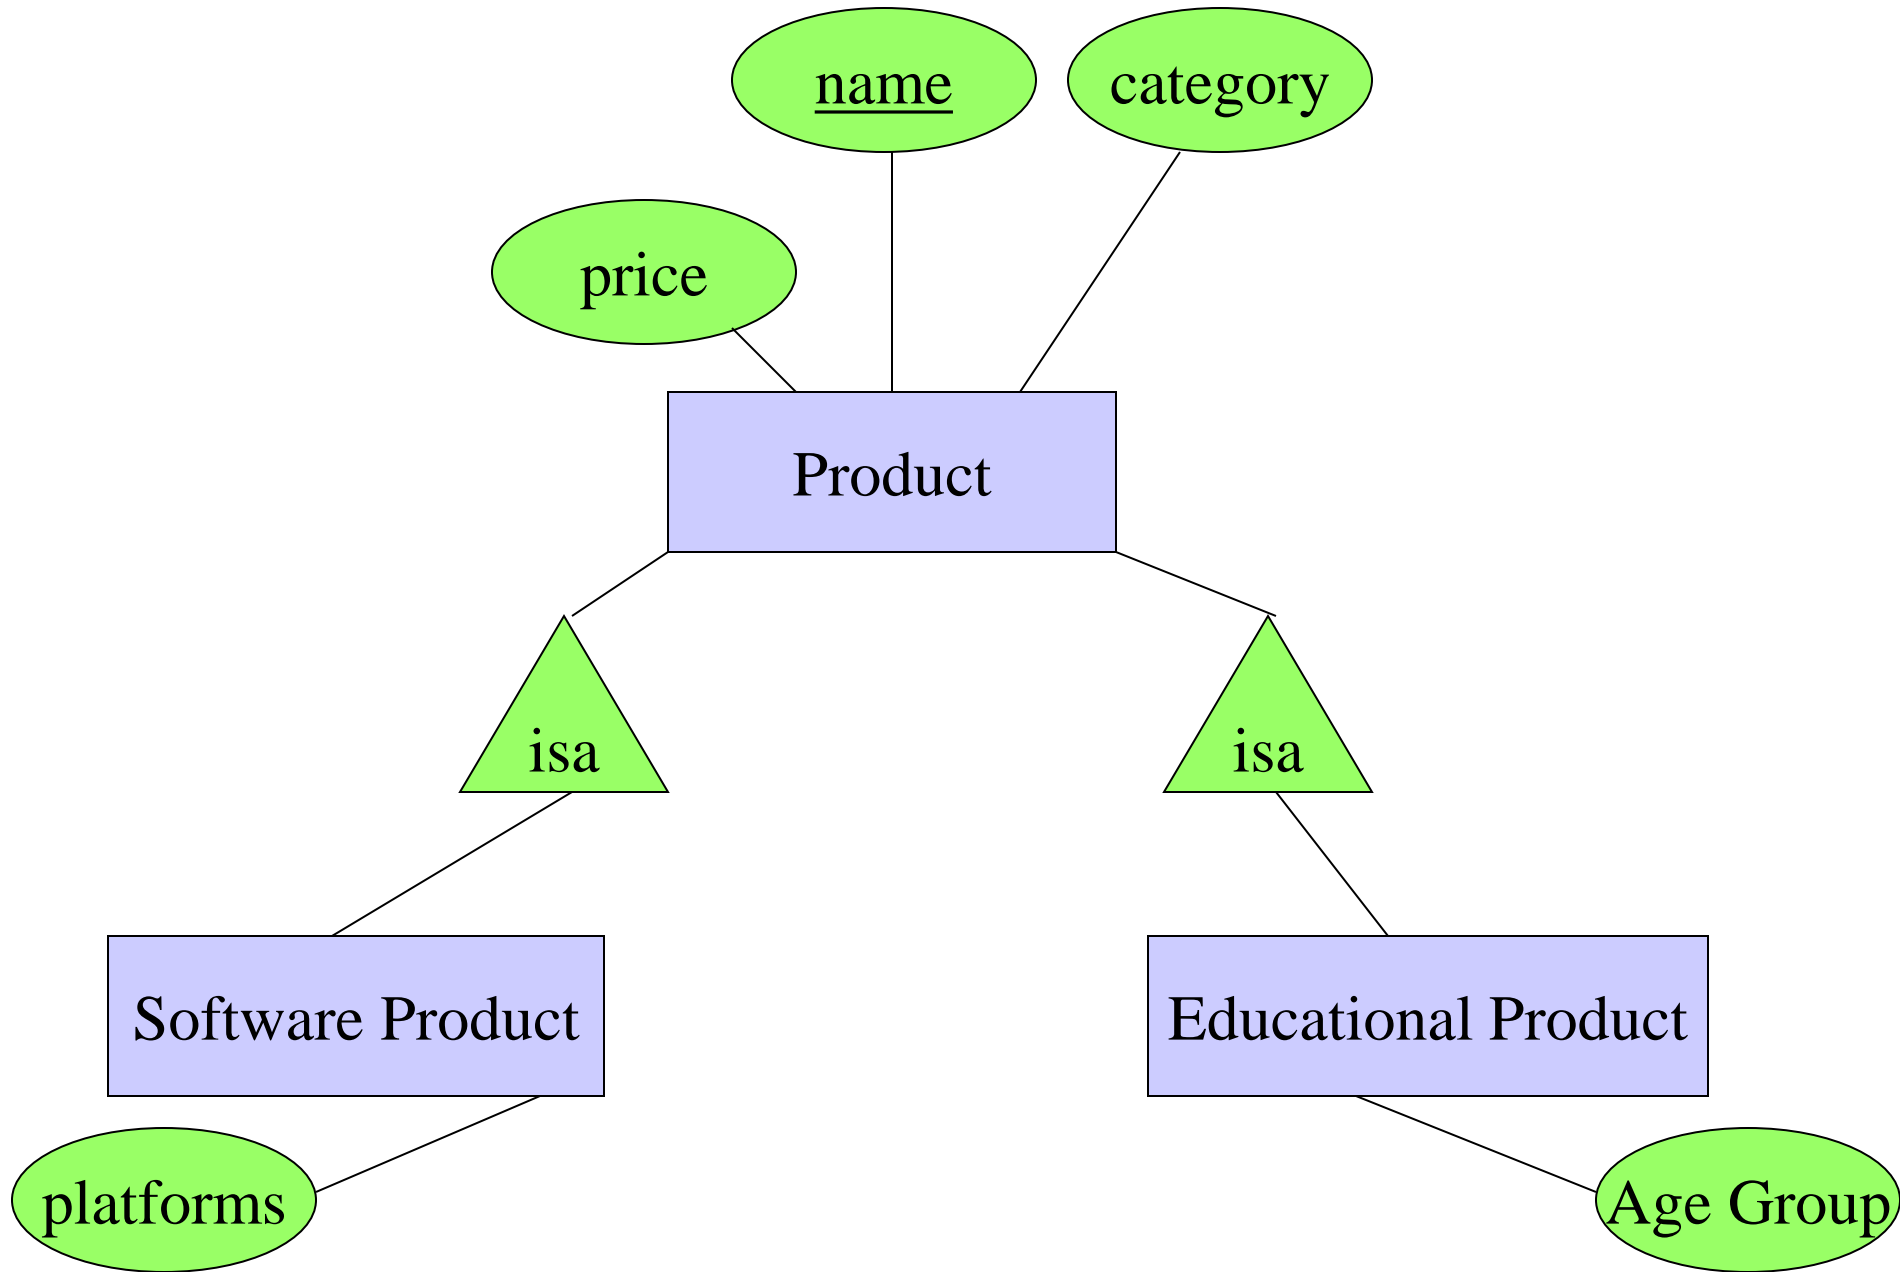 name
category
price
Product
isa
isa
Software Product
Educational Product
platforms
Age Group